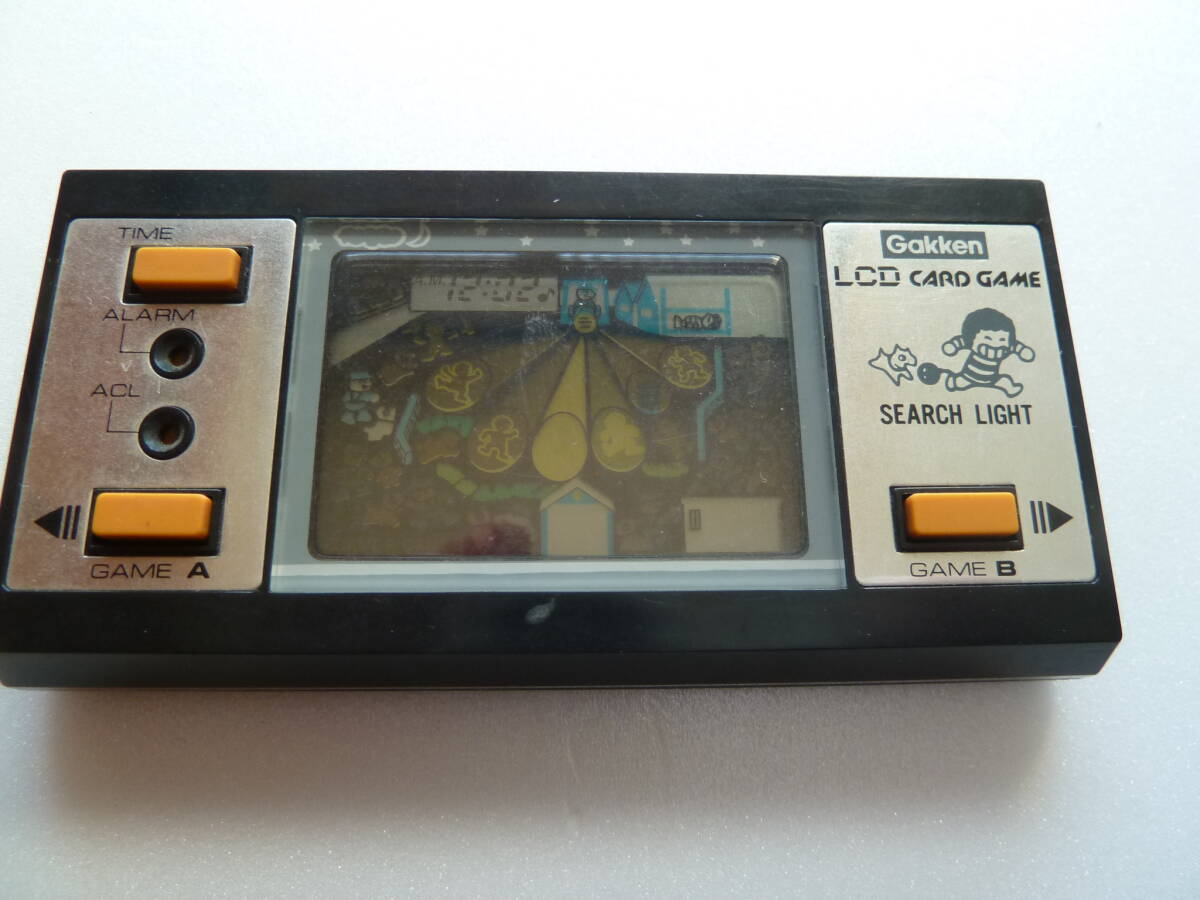 TIME
ALARM
ACL
GAME A
Gakken
LCD CARD GAME
SEARCH LIGHT
GAME B